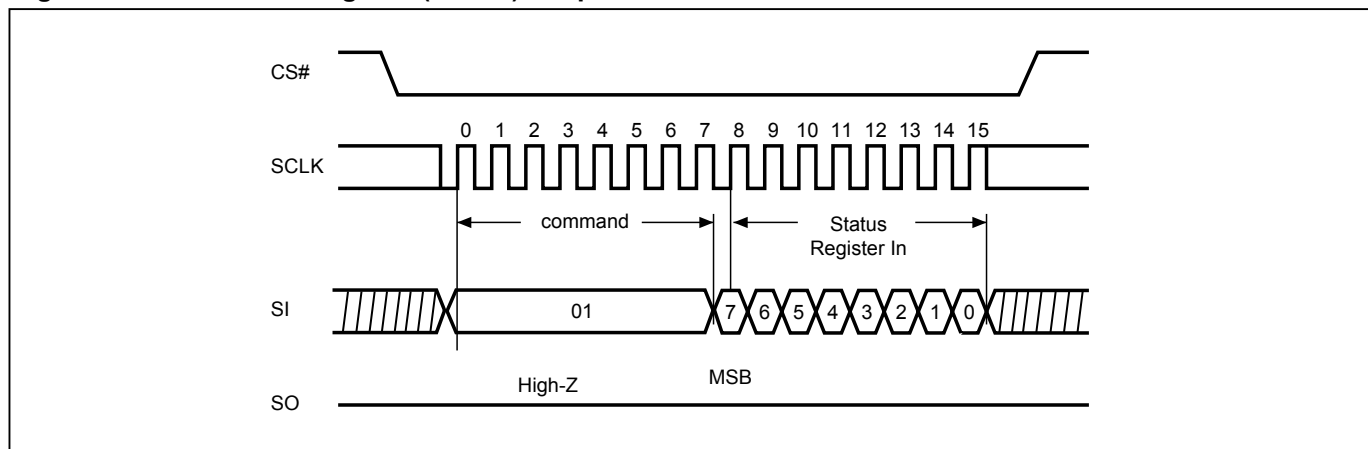 CS#
0 1 2 3 4 5 6 7 8 9 10 11 12 13 14 15
SCLK
command
Status
Register In
SI
01
7 6 5 4 3 2 1 0
High-Z
MSB
SO